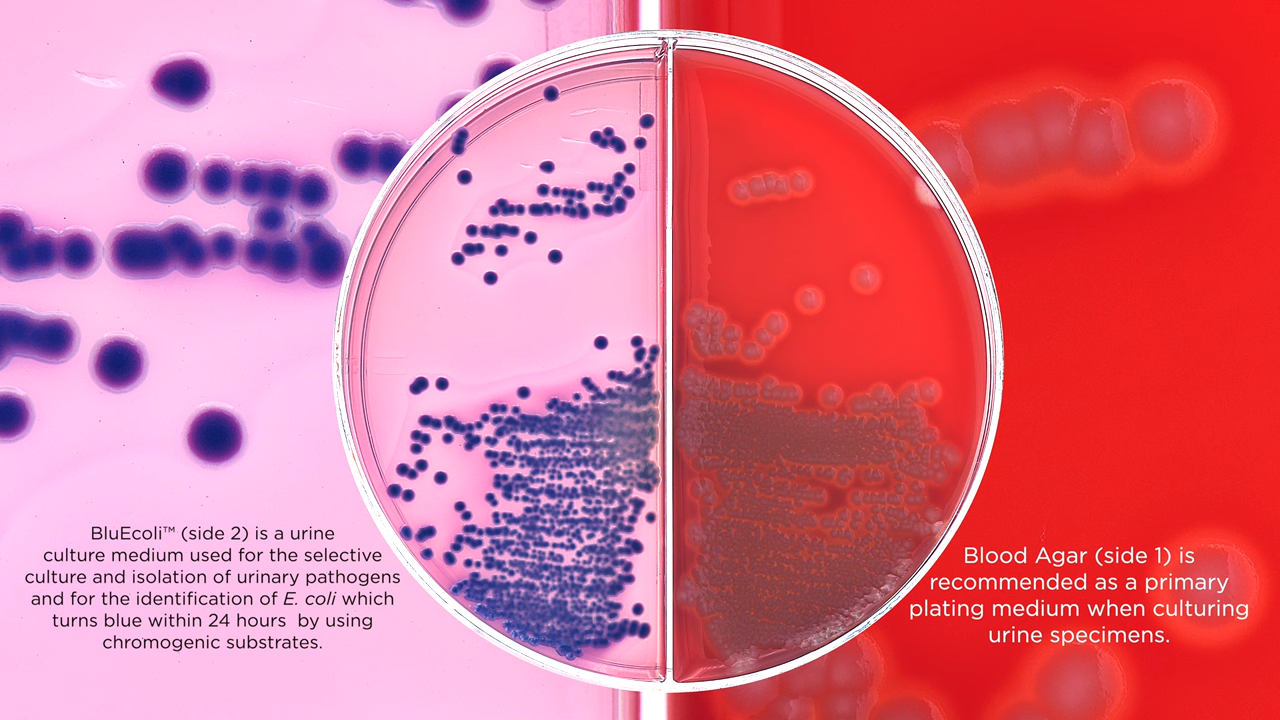 BluEcoli™ (side 2) is a urine
culture medium used for the selective
culture and isolation of urinary pathogens
and for the identification of E. coli which
turns blue within 24 hours  by using
chromogenic substrates.
Blood Agar (side 1) is
recommended as a primary
plating medium when culturing
urine specimens.